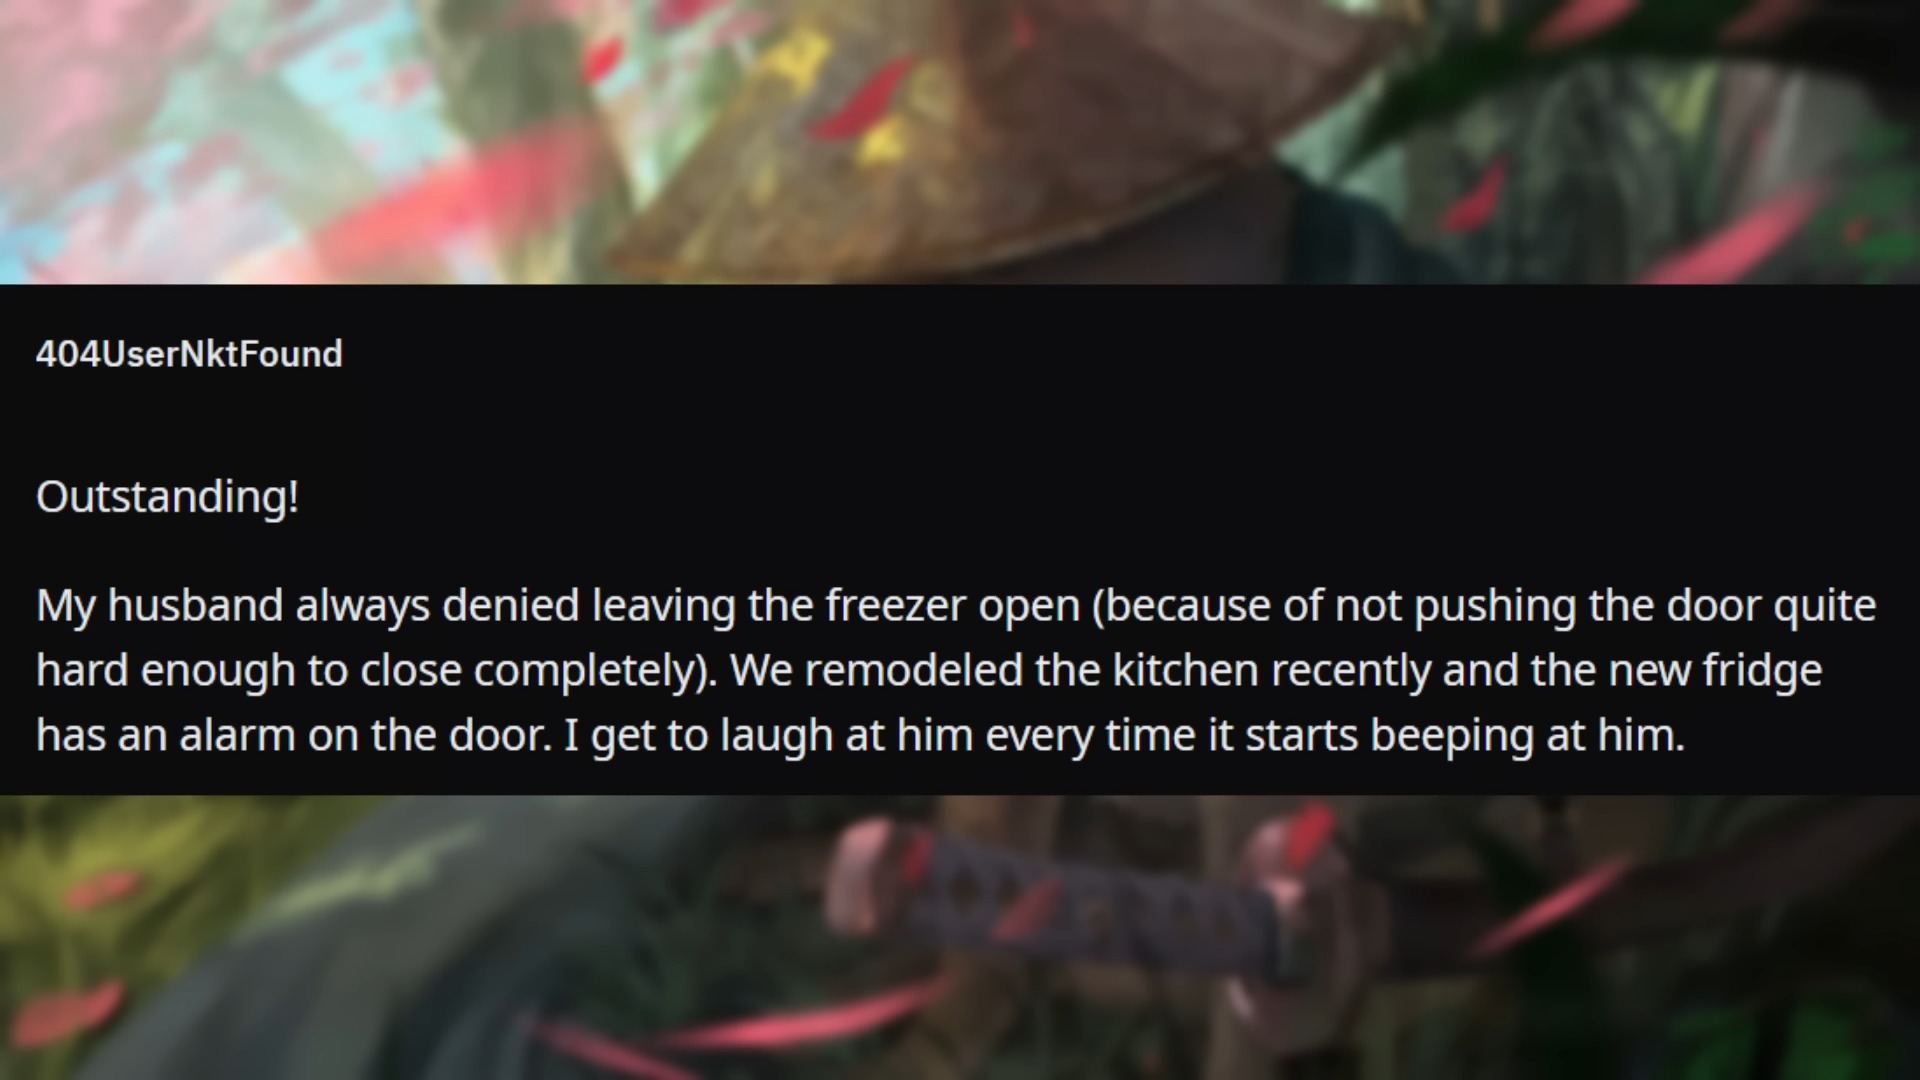 404UserNktFound
Outstanding!
My husband always denied leaving the freezer open (because of not pushing the door quite
hard enough to close completely). We remodeled the kitchen recently and the new fridge
has an alarm on the door. I get to laugh at him every time it starts beeping at him.